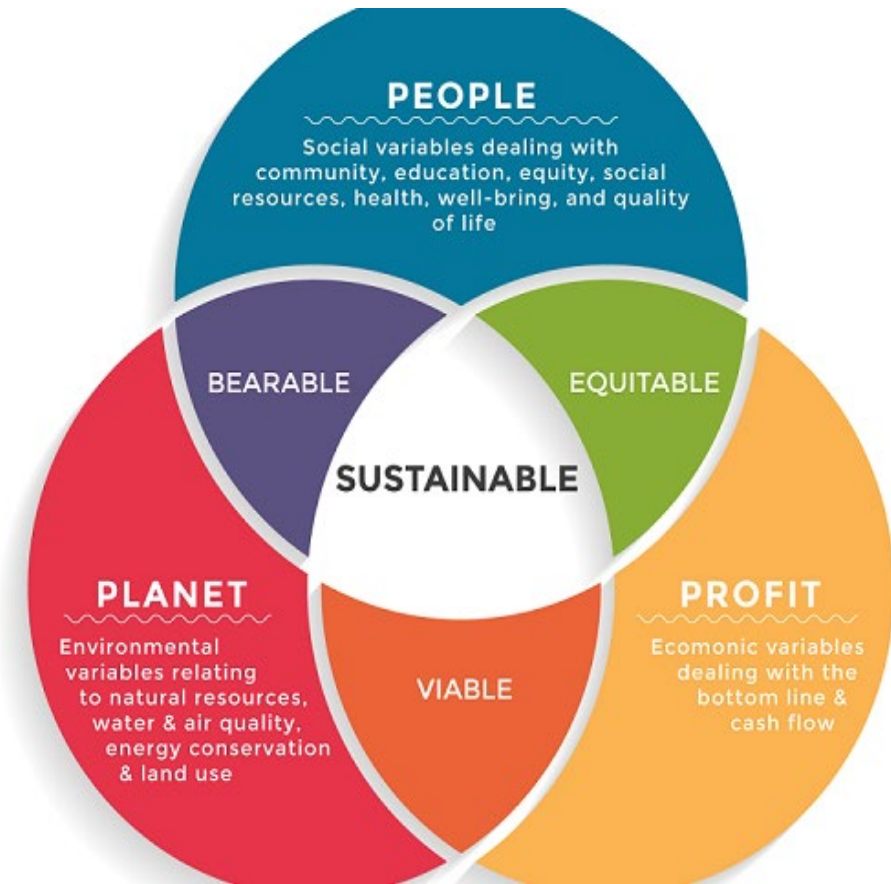 PEOPLE
Social variables dealing with
community, education, equity, social
resources, health, well-bring, and quality
of life
BEARABLE
EQUITABLE
SUSTAINABLE
PLANET
Environmental
variables relating
to natural resources,
water & air quality,
energy conservation
& land use
PROFIT
Ecomonic variables
dealing with the
bottom line &
cash flow
VIABLE